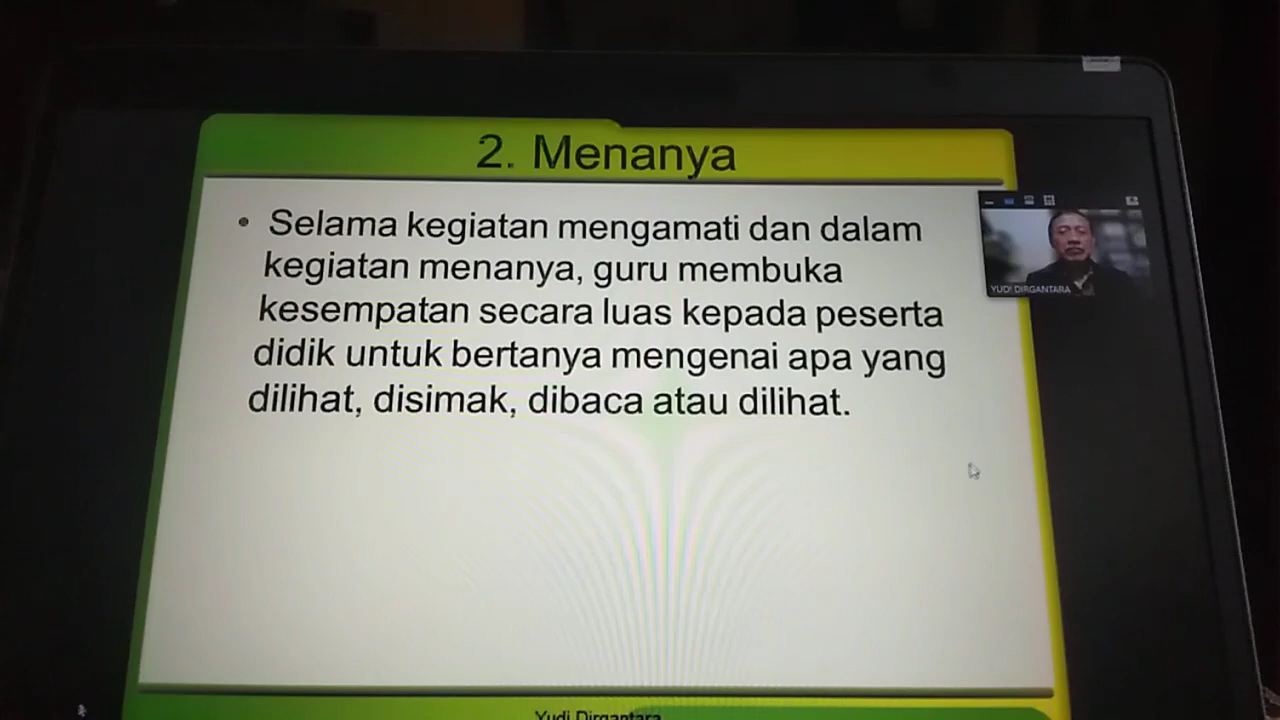 2. Menanya
• Selama kegiatan mengamati dan dalam
kegiatan menanya, guru membuka
kesempatan secara luas kepada peserta
didik untuk bertanya mengenai apa yang
dilihat, disimak, dibaca atau dilihat.
YUDI DIRGANTARA
Yudi Dirgantara